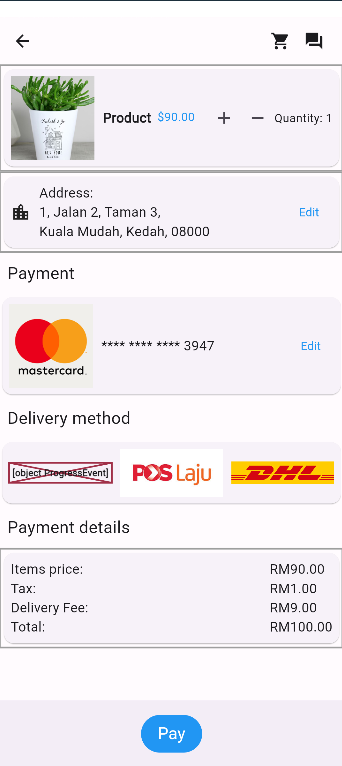 Product $90.00 + − Quantity: 1
Address:
1, Jalan 2, Taman 3,
Kuala Mudah, Kedah, 08000
Edit
Payment
mastercard.
**** **** **** 3947
Edit
Delivery method
[object ProgressEvent]
POS Laju
DHL
Payment details
Items price: RM90.00
Tax: RM1.00
Delivery Fee: RM9.00
Total: RM100.00
Pay